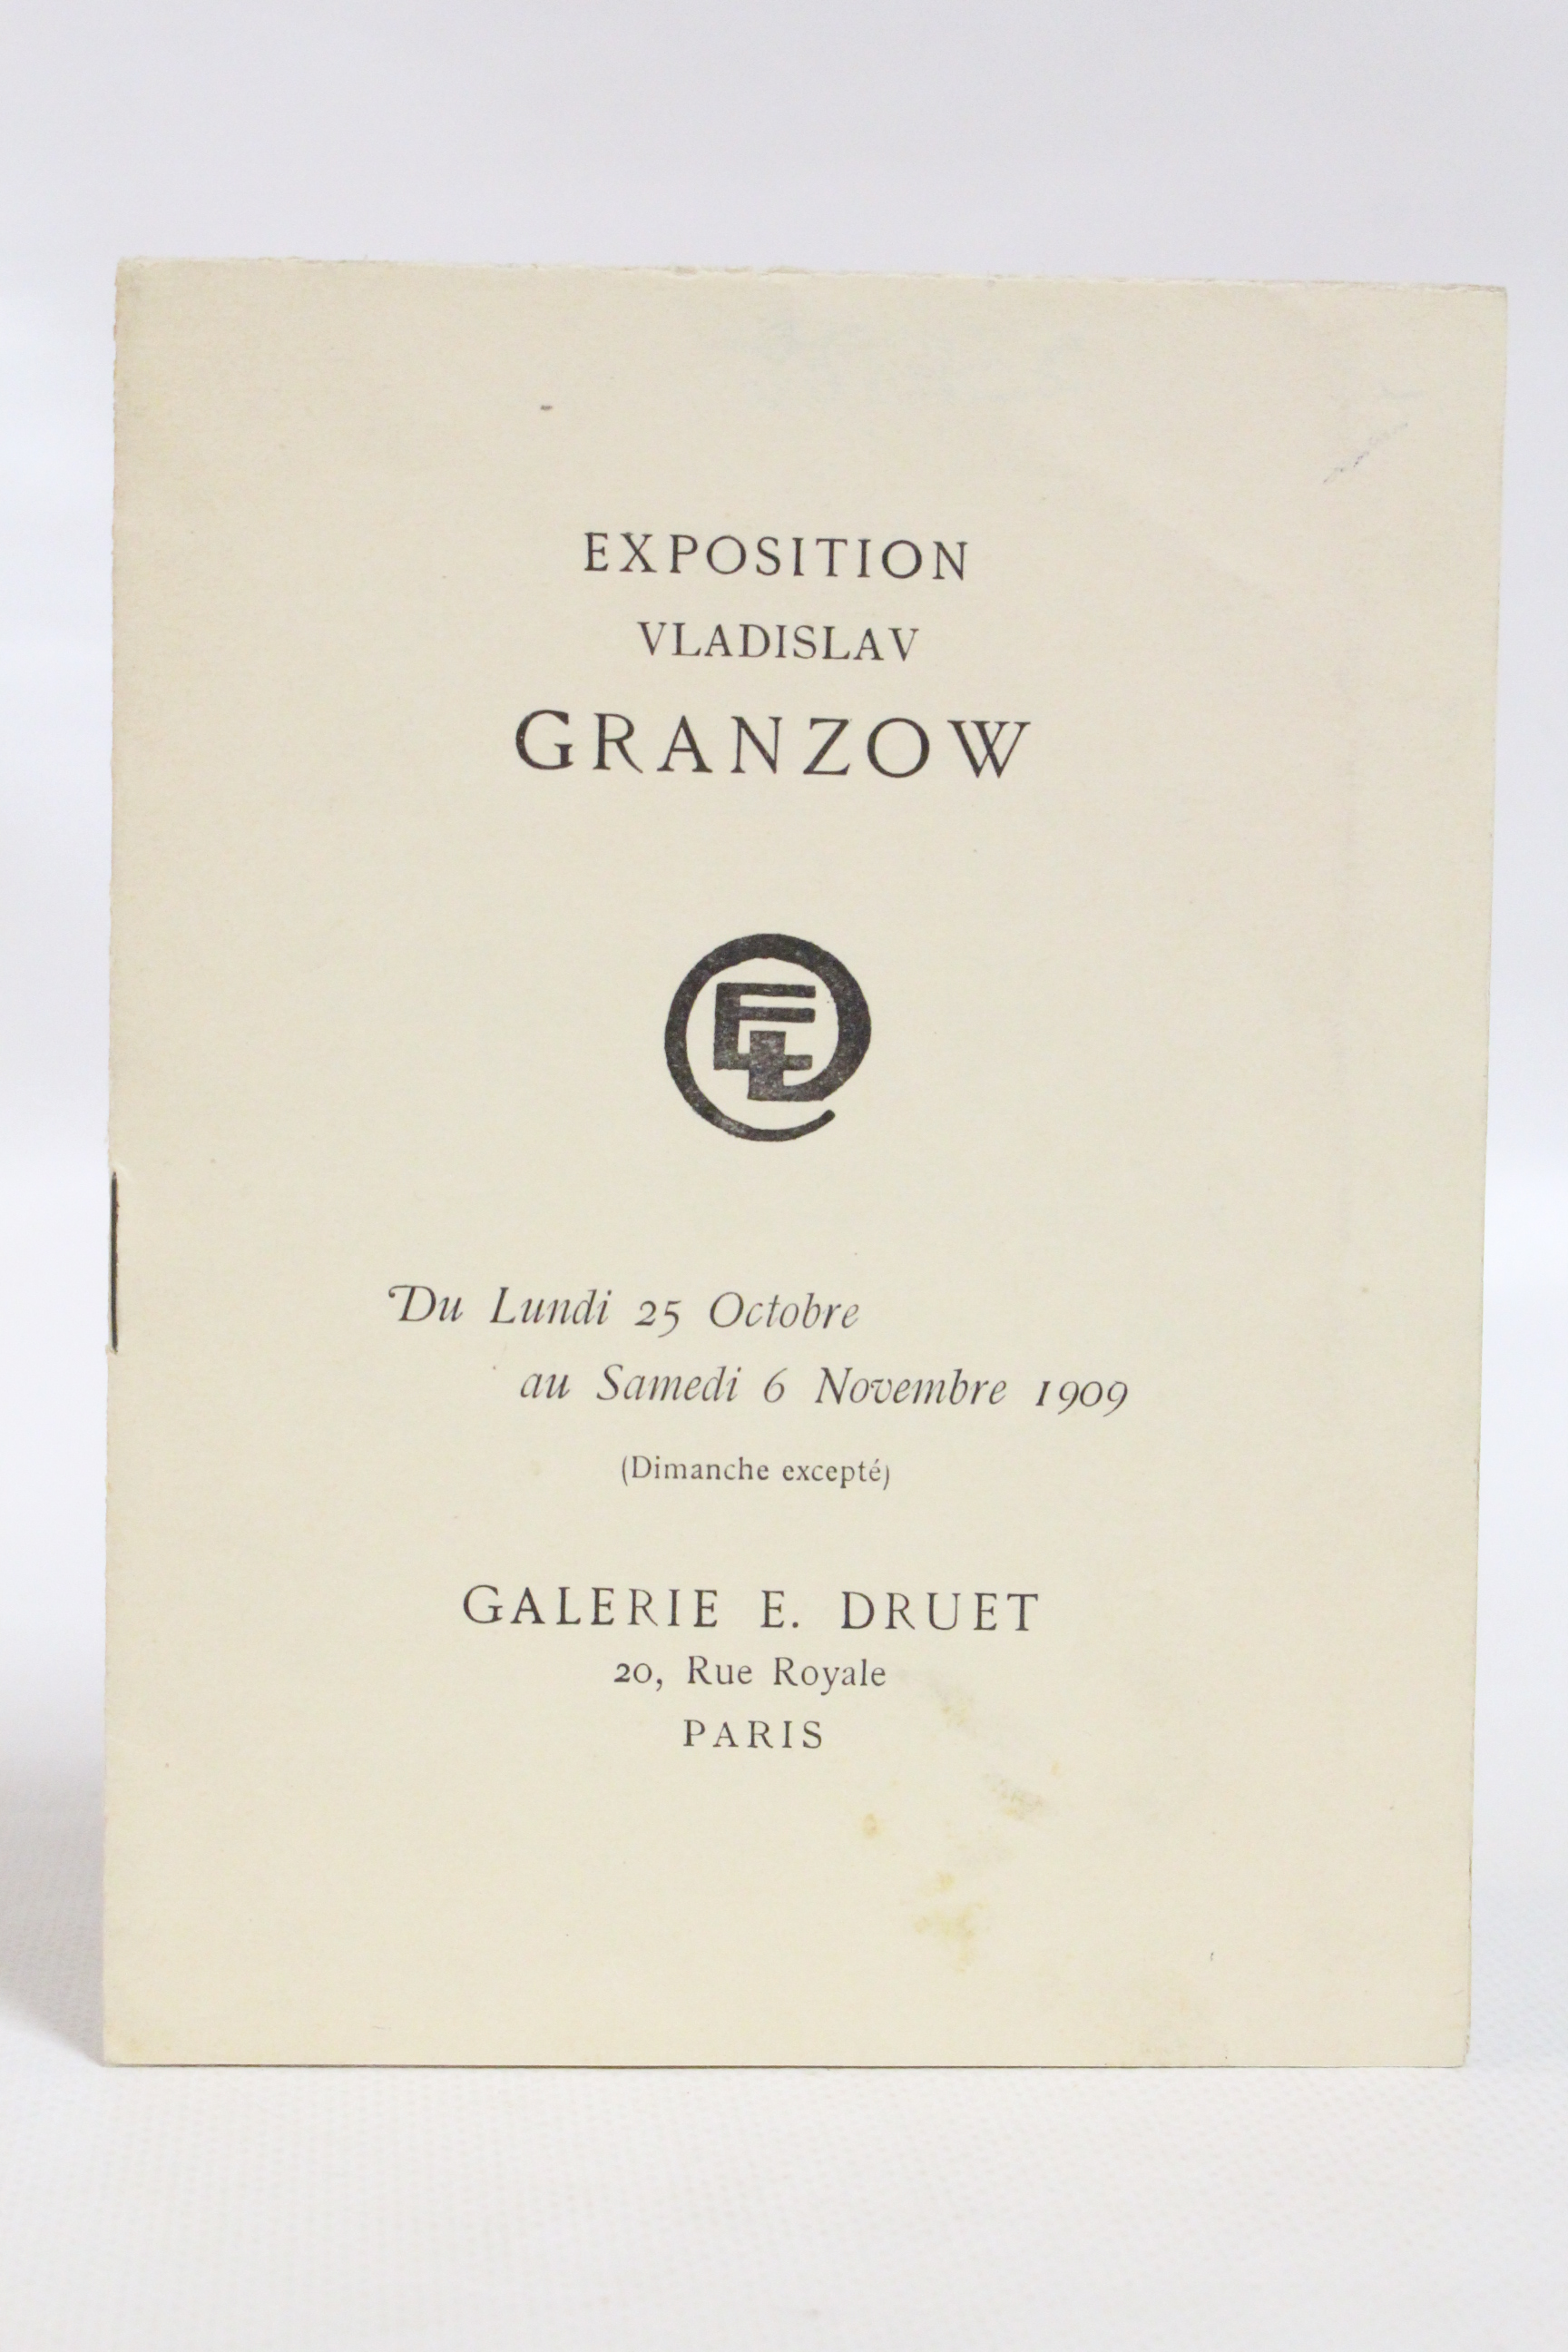 EXPOSITION
VLADISLAV
GRANZOW
Du Lundi 25 Octobre
au Samedi 6 Novembre 1909
(Dimanche excepté)
GALERIE E. DRUET
20, Rue Royale
PARIS